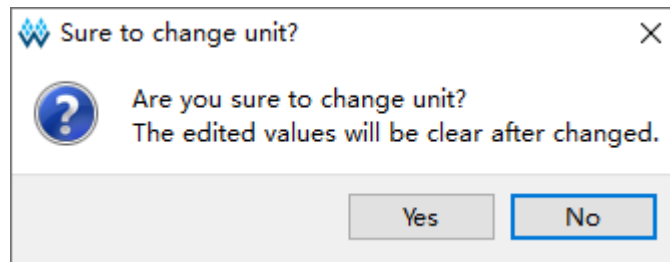 Sure to change unit?
Are you sure to change unit?
The edited values will be clear after changed.
Yes
No